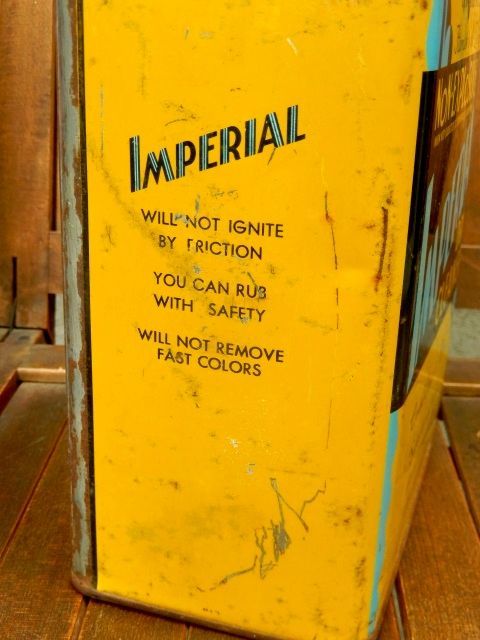 IMPERIAL
WILL NOT IGNITE
BY FRICTION
YOU CAN RUB
WITH SAFETY
WILL NOT REMOVE
FAST COLORS